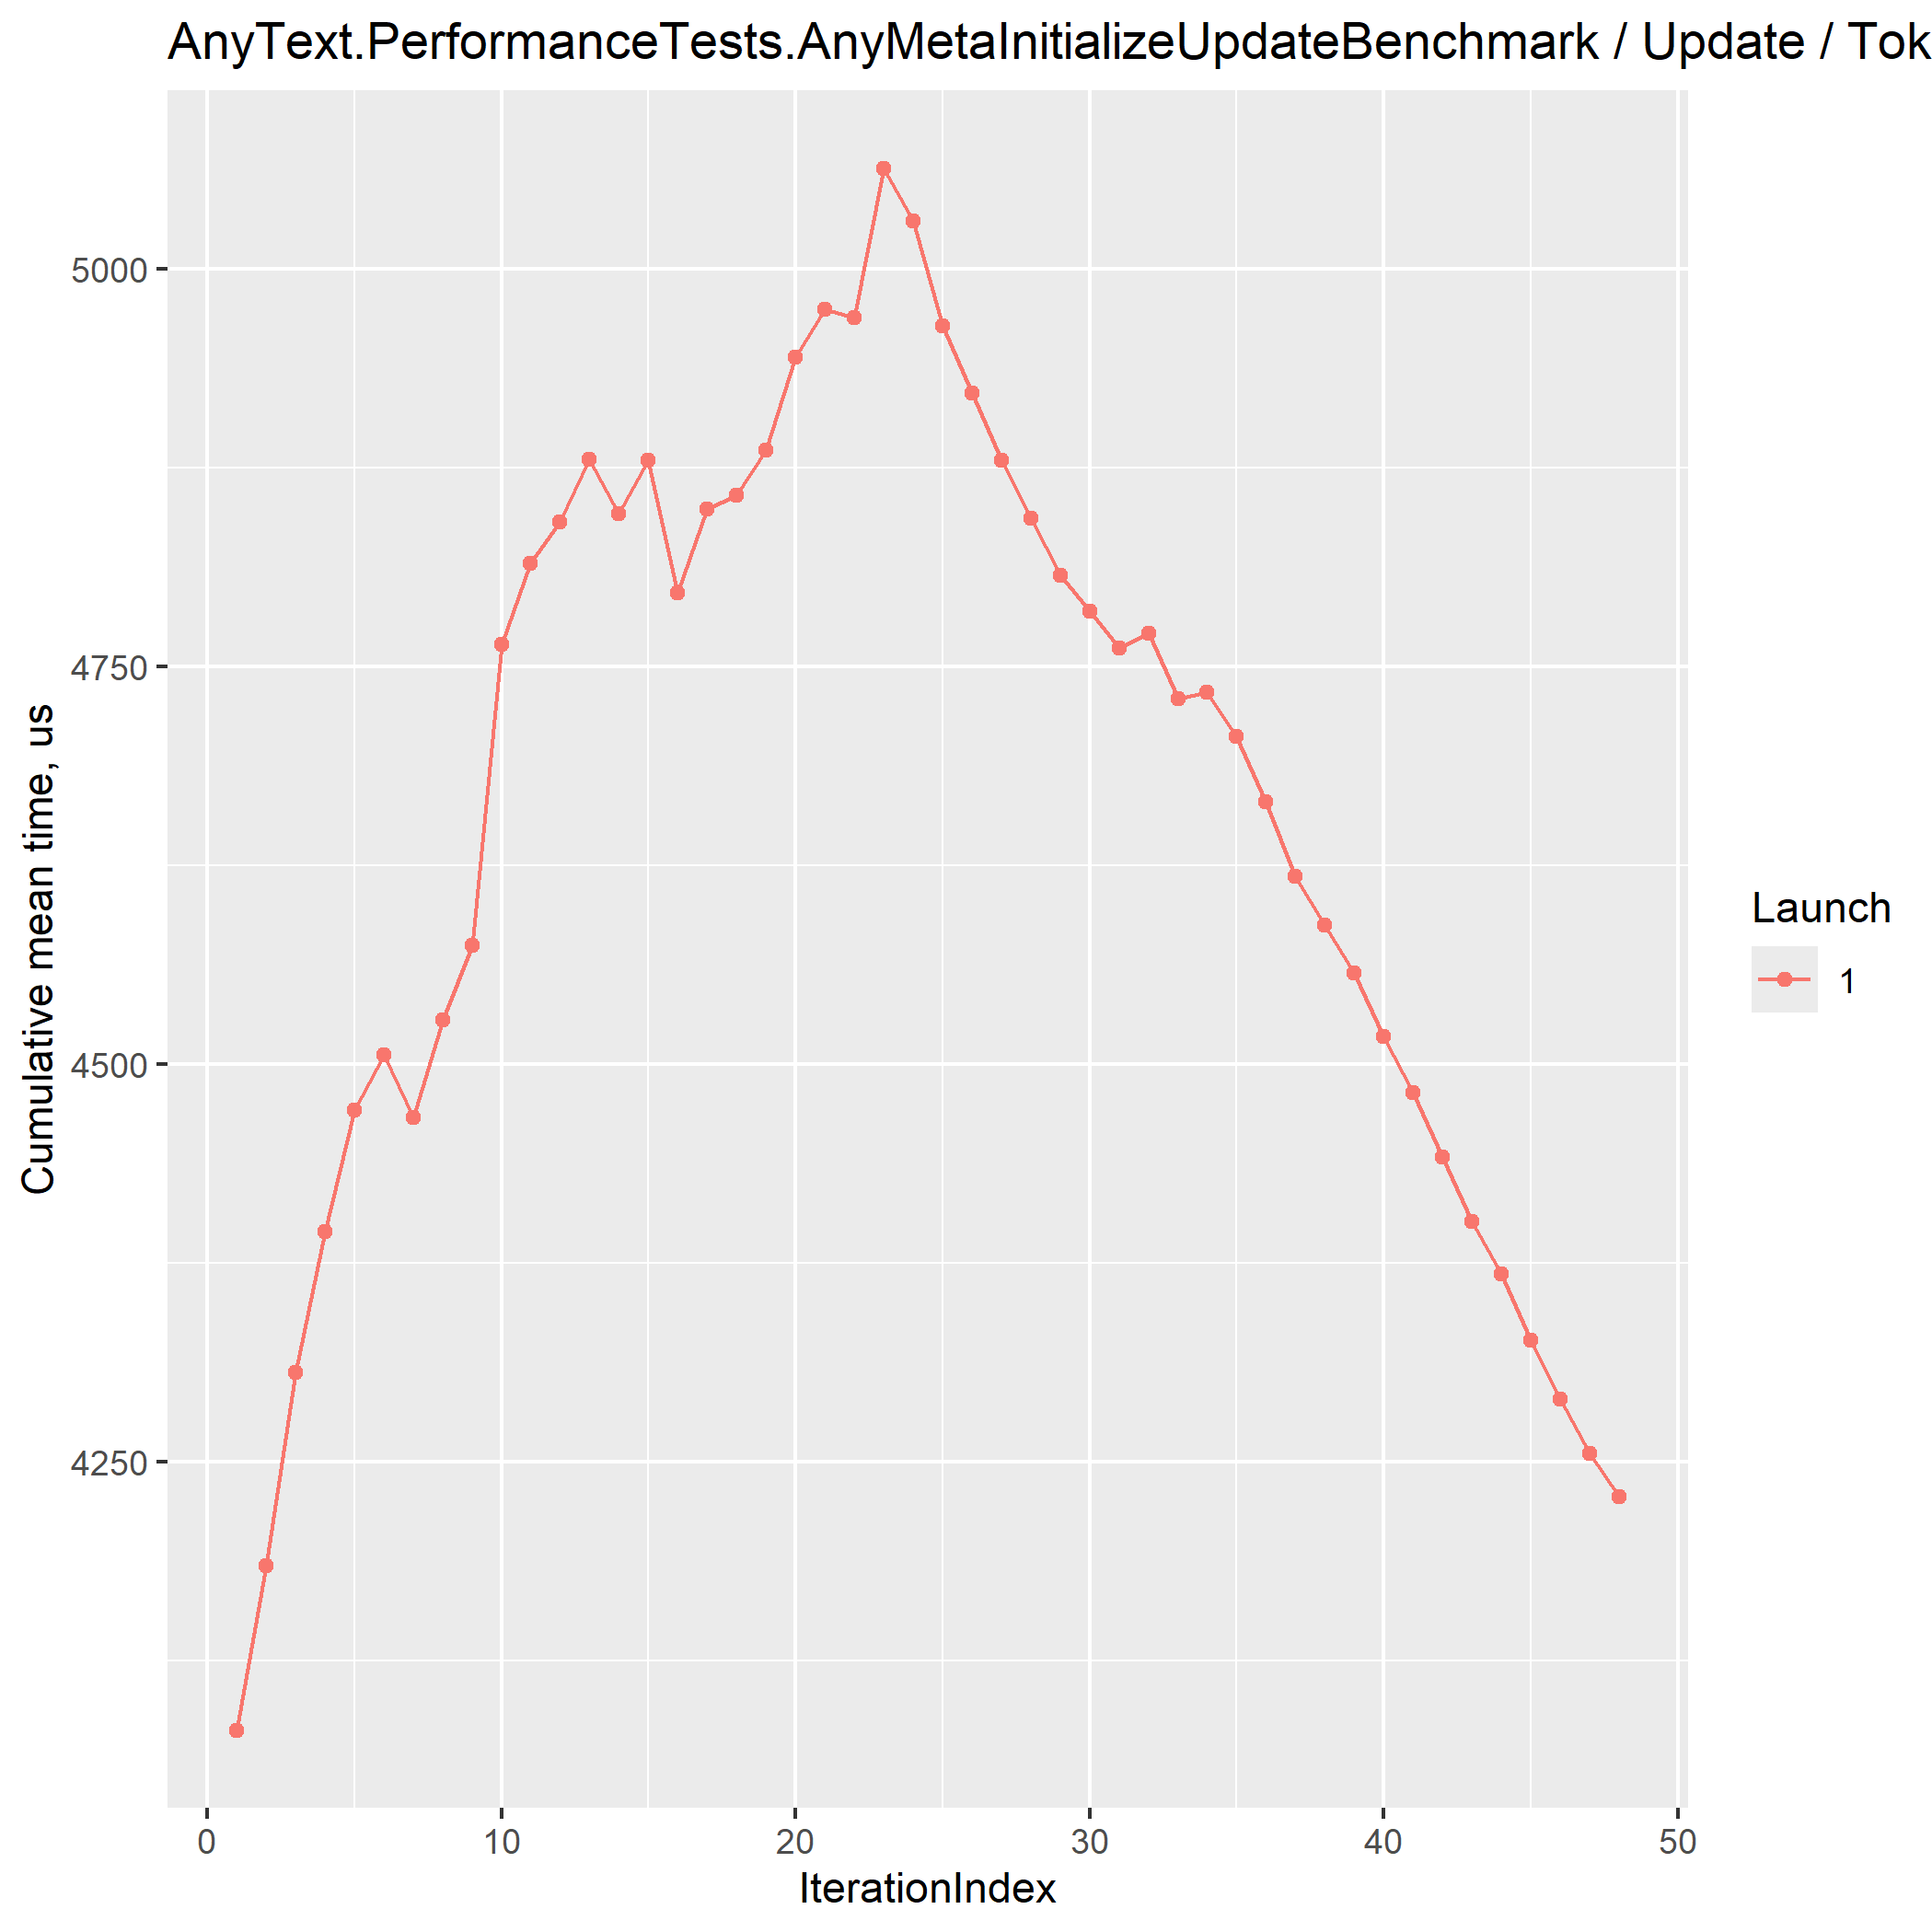 AnyText.PerformanceTests.AnyMetaInitializeUpdateBenchmark / Update / Tok
5000
4750
4500
4250
Cumulative mean time, us
0 10 20 30 40 50
IterationIndex
Launch
1